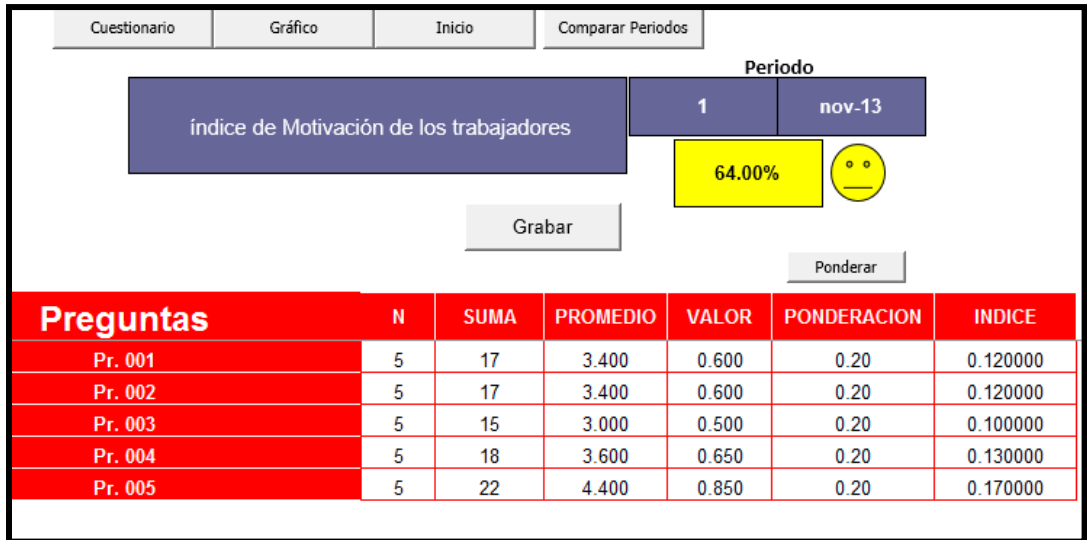 Cuestionario Gráfico Inicio Comparar Periodos
Periodo
índice de Motivación de los trabajadores 1 nov-13
64.00%
Grabar
Ponderar
Preguntas N SUMA PROMEDIO VALOR PONDERACION INDICE
Pr. 001 5 17 3.400 0.600 0.20 0.120000
Pr. 002 5 17 3.400 0.600 0.20 0.120000
Pr. 003 5 15 3.000 0.500 0.20 0.100000
Pr. 004 5 18 3.600 0.650 0.20 0.130000
Pr. 005 5 22 4.400 0.850 0.20 0.170000